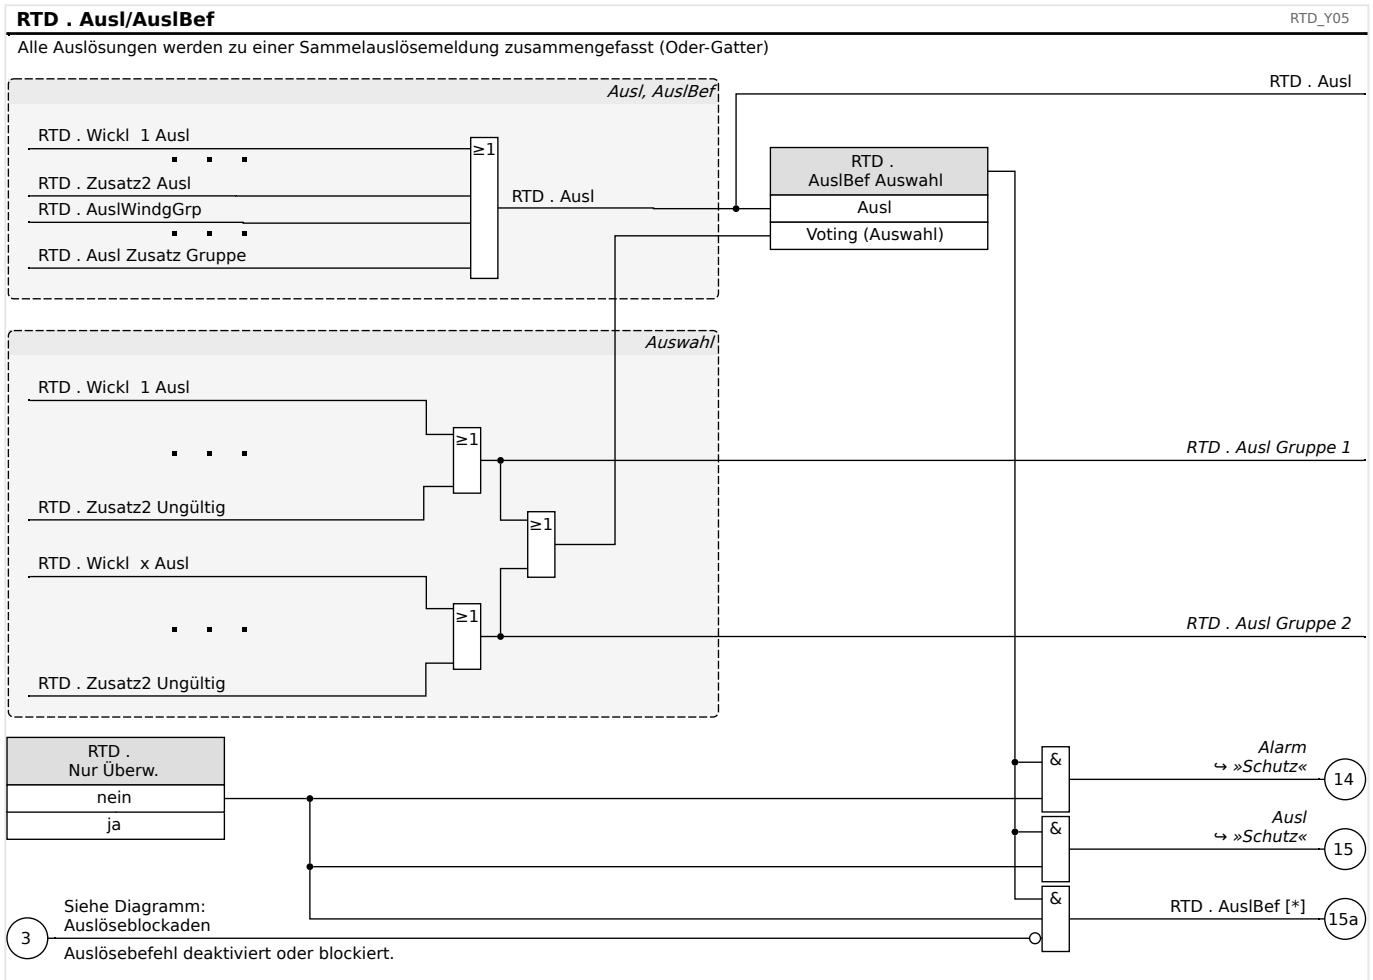 RTD . Ausl/AuslBef
RTD_Y05
Alle Auslösungen werden zu einer Sammelauslösemeldung zusammengefasst (Oder-Gatter)
Ausl, AuslBef
RTD . Ausl
RTD . Wickl  1 Ausl
≥1
RTD . Zusatz2 Ausl
RTD . AuslWindgGrp
RTD . Ausl Zusatz Gruppe
RTD . Ausl
RTD .
AuslBef Auswahl
Ausl
Voting (Auswahl)
Auswahl
RTD . Wickl  1 Ausl
≥1
RTD . Zusatz2 Ungültig
RTD . Ausl Gruppe 1
≥1
RTD . Wickl  x Ausl
≥1
RTD . Zusatz2 Ungültig
RTD . Ausl Gruppe 2
RTD .
Nur Überw.
nein
ja
&
Alarm
↪ »Schutz«
14
&
Ausl
↪ »Schutz«
15
&
RTD . AuslBef [*]
15a
3
Siehe Diagramm:
Auslöseblockaden
Auslösebefehl deaktiviert oder blockiert.